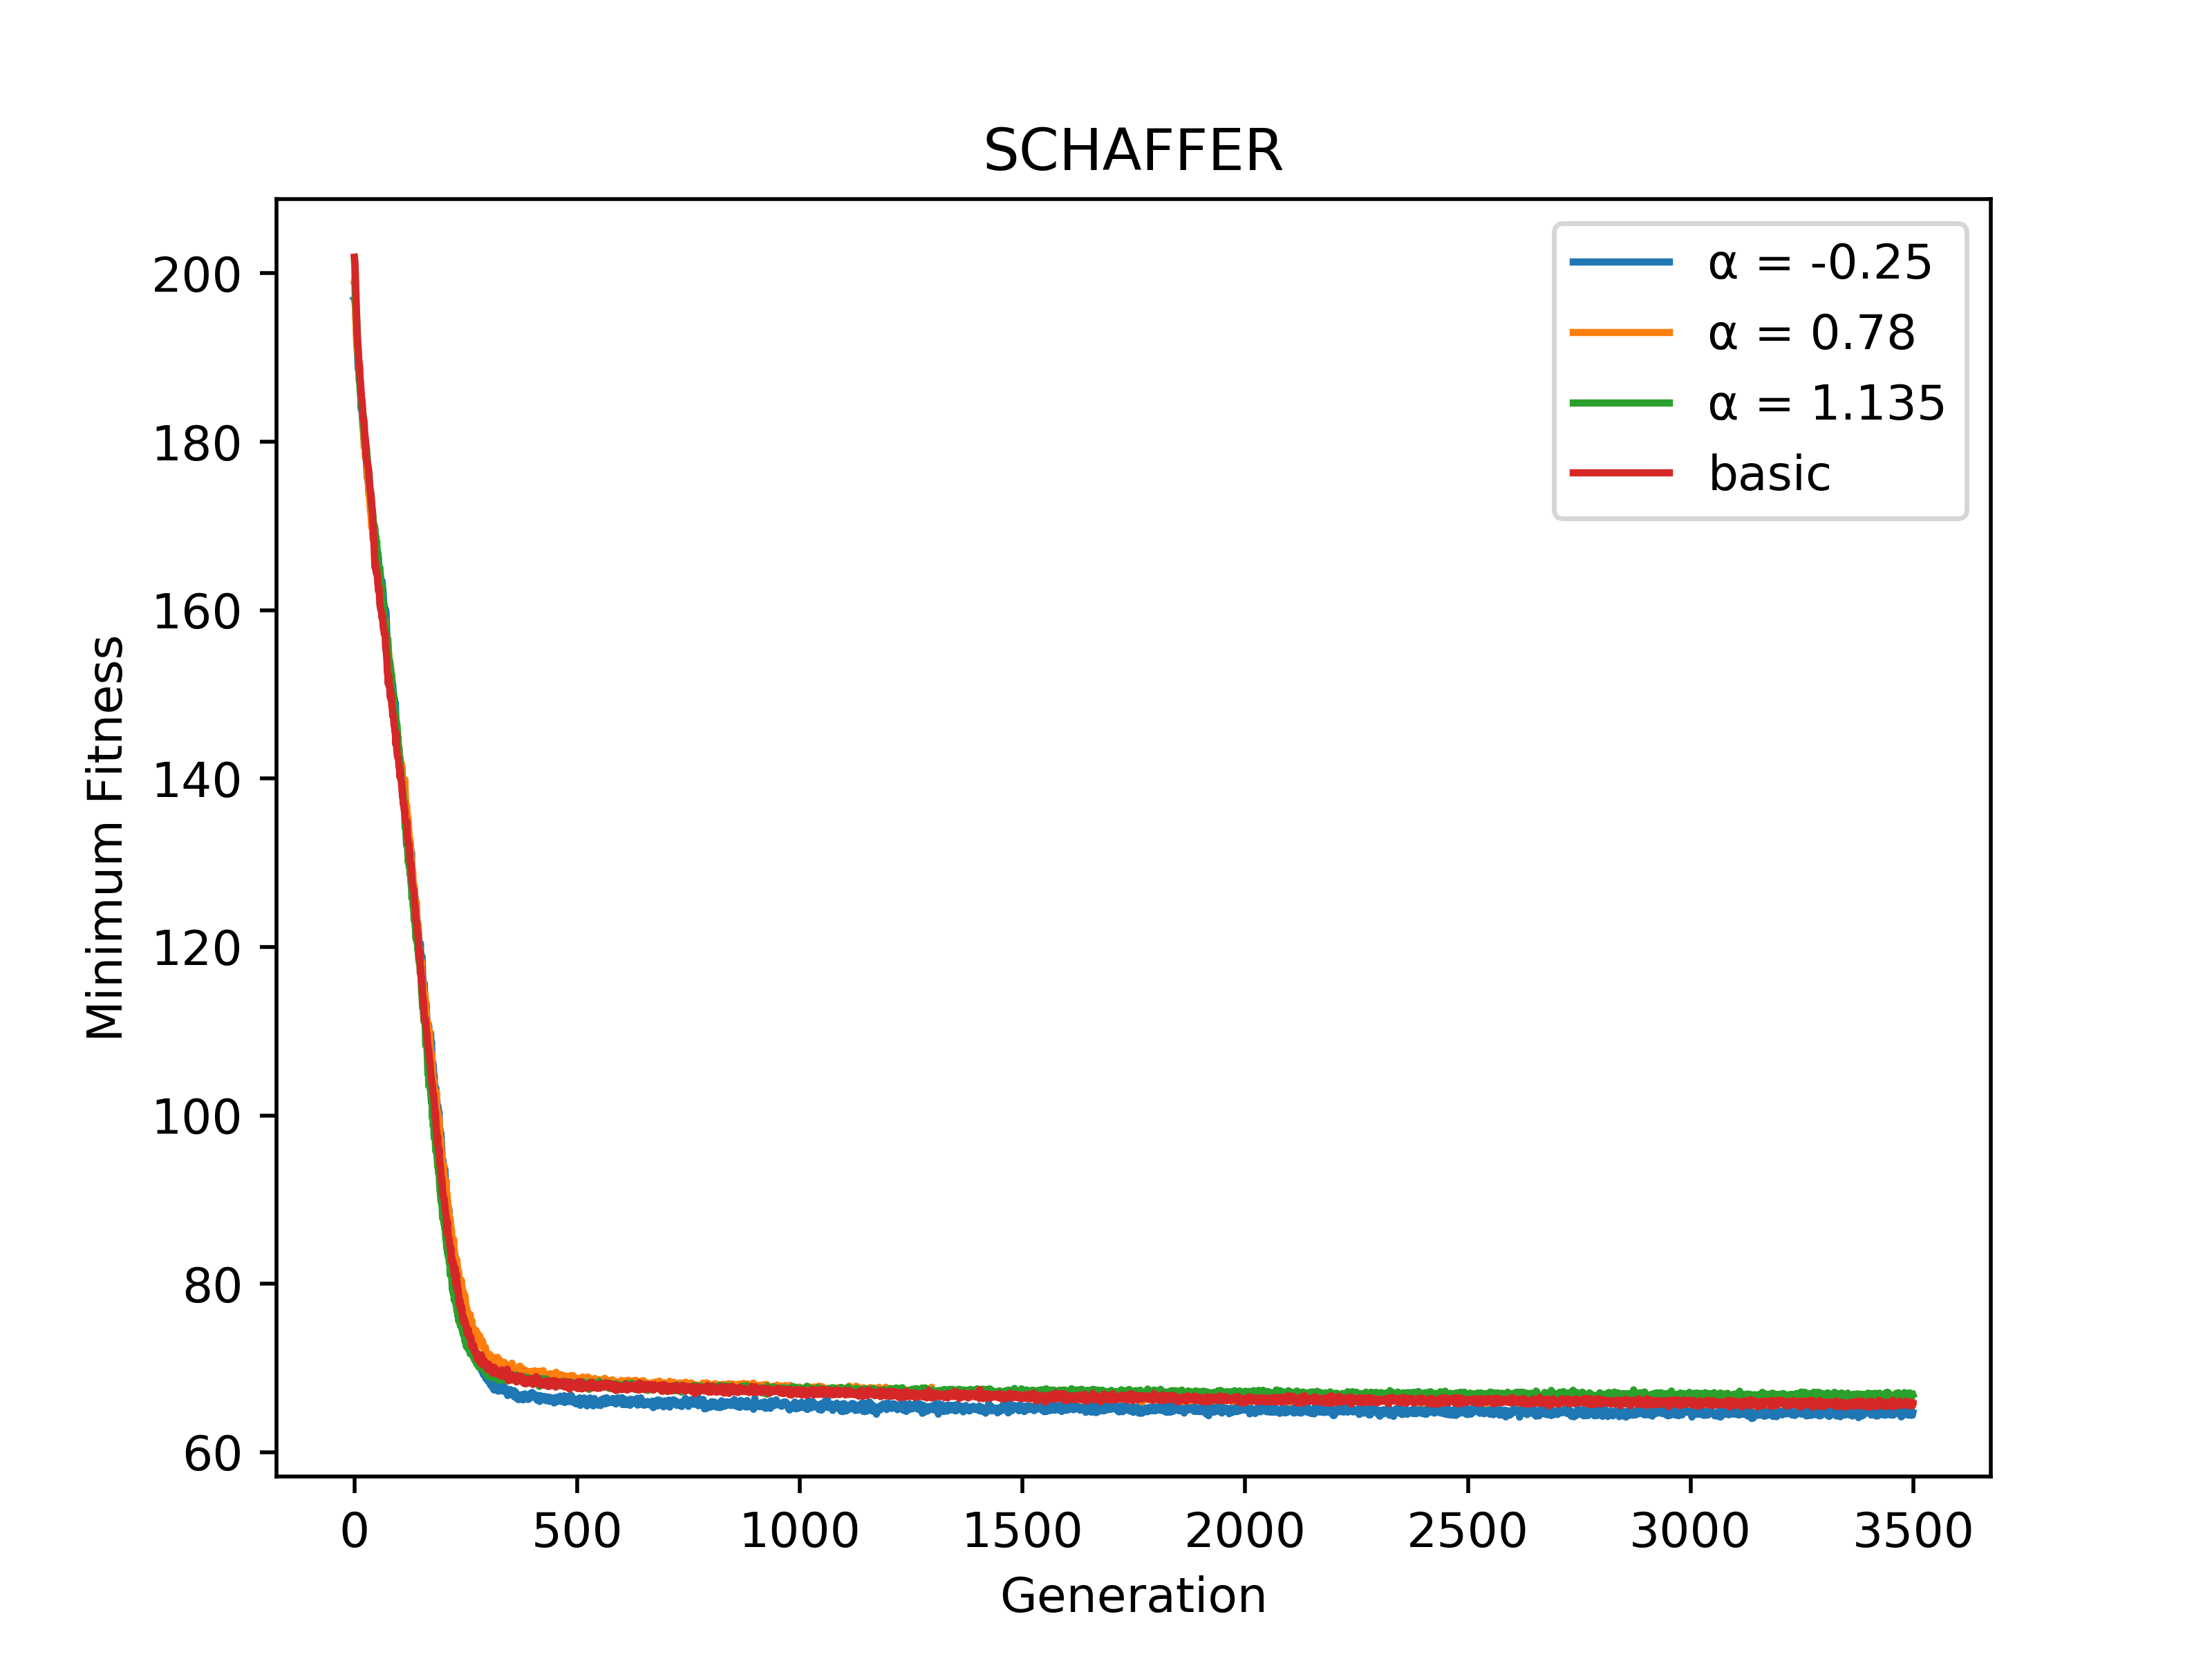 SCHAFFER
α = -0.25
α = 0.78
α = 1.135
basic
Minimum Fitness
200
180
160
140
120
100
80
60
0 500 1000 1500 2000 2500 3000 3500
Generation